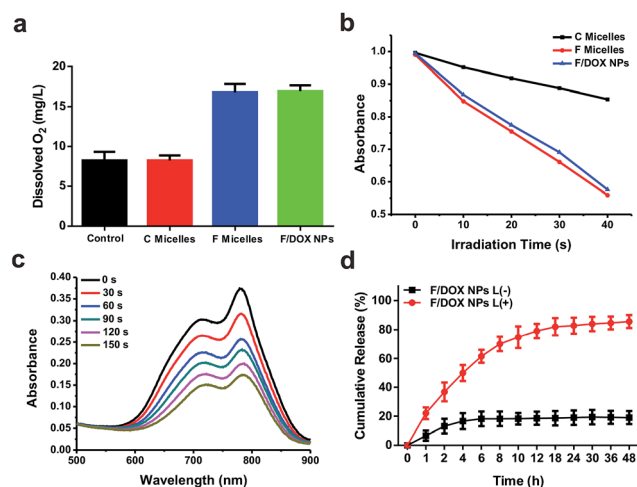 a
Dissolved O2 (mg/L)
20
15
10
5
0
Control
C Micelles
F Micelles
F/DOX NPs
b
Absorbance
1.0
0.9
0.8
0.7
0.6
0.5
C Micelles
F Micelles
F/DOX NPs
0 10 20 30 40
Irradiation Time (s)
c
Absorbance
0.40
0.35
0.30
0.25
0.20
0.15
0.10
0.05
0.00
0 s
30 s
60 s
90 s
120 s
150 s
500 600 700 800 900
Wavelength (nm)
d
Cumulative Release (%)
100
80
60
40
20
0
F/DOX NPs L(-)
F/DOX NPs L(+)
0 1 2 4 6 8 10 12 18 24 30 36 48
Time (h)